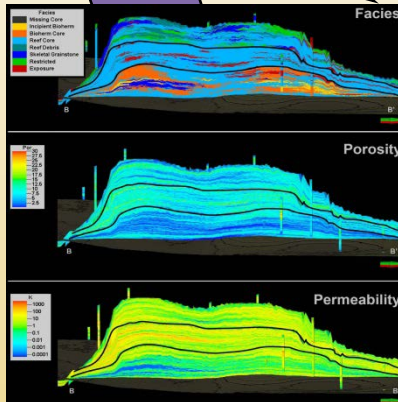 Facies
Facies
Missing Core
Incipient Bioherm
Bioherm Core
Reef Core
Reef Debris
Skeletal Grainstone
Restricted
Exposure
B
B'
Porosity
Por
30
27.5
25
22.5
20
17.5
15
12.5
10
7.5
5
2.5
B
B'
Permeability
K
1000
100
10
1
0.1
0.01
0.001
0.0001
B